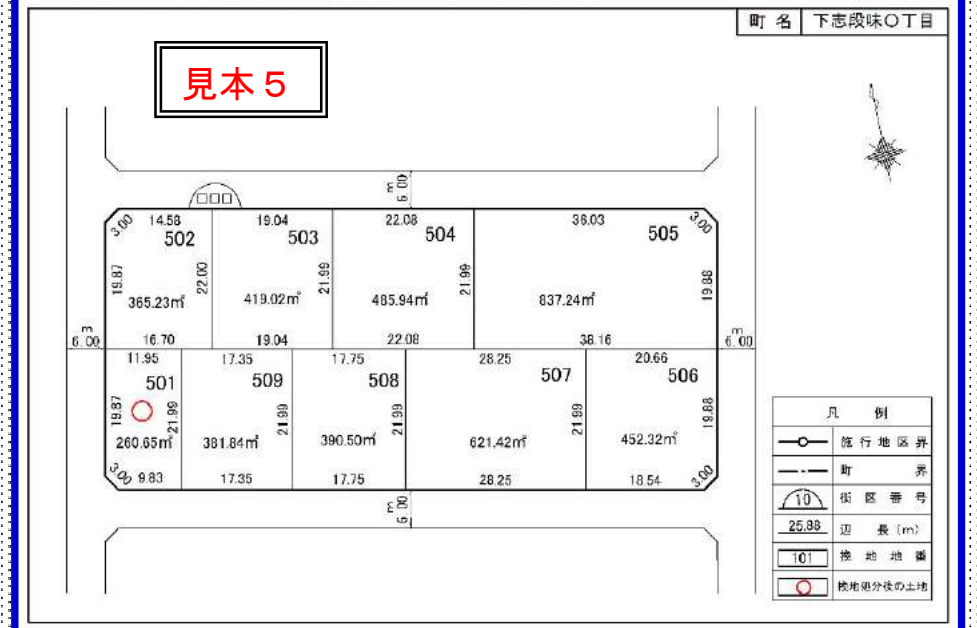 町名 下志段味○丁目
見本5
6.00 m
□□□
3.00 14.58 19.04 22.08 36.03 3.00
502 503 504 505
19.87 22.00 21.99 21.99 19.88
365.23㎡ 419.02㎡ 485.94㎡ 837.24㎡
16.70 19.04 22.08 38.16
6.00 m
6.00 m
11.95 17.35 17.75 28.25 20.66
501 509 508 507 506
19.87 21.99 21.99 21.99 21.99 19.88
260.65㎡ 381.84㎡ 390.50㎡ 621.42㎡ 452.32㎡
3.00 9.83 17.35 17.75 28.25 18.54 3.00
6.00 m
凡例
施行地区界
町界
10 街区番号
25.88 辺長(m)
101 換地地番
換地処分後の土地